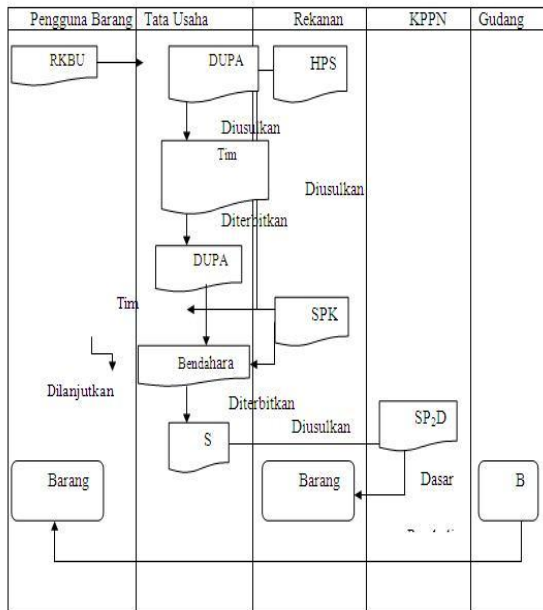 Pengguna Barang Tata Usaha Rekanan KPPN Gudang
RKBU DUPA HPS
Diusulkan
Tim
Diusulkan
Diterbitkan
DUPA
Tim SPK
Bendahara
Dilanjutkan
Diterbitkan
SP₂D
S Diusulkan
Barang Barang Dasar B